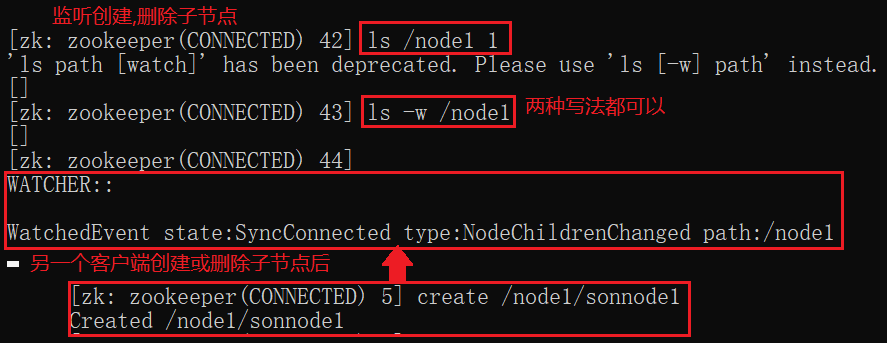 监听创建,删除子节点
[zk: zookeeper(CONNECTED) 42] ls /node1 1
'ls path [watch]' has been deprecated. Please use 'ls [-w] path' instead.
[]
[zk: zookeeper(CONNECTED) 43] ls -w /node1 两种写法都可以
[]
[zk: zookeeper(CONNECTED) 44]
WATCHER::
WatchedEvent state:SyncConnected type:NodeChildrenChanged path:/node1
另一个客户端创建或删除子节点后
[zk: zookeeper(CONNECTED) 5] create /node1/sonnode1
Created /node1/sonnode1